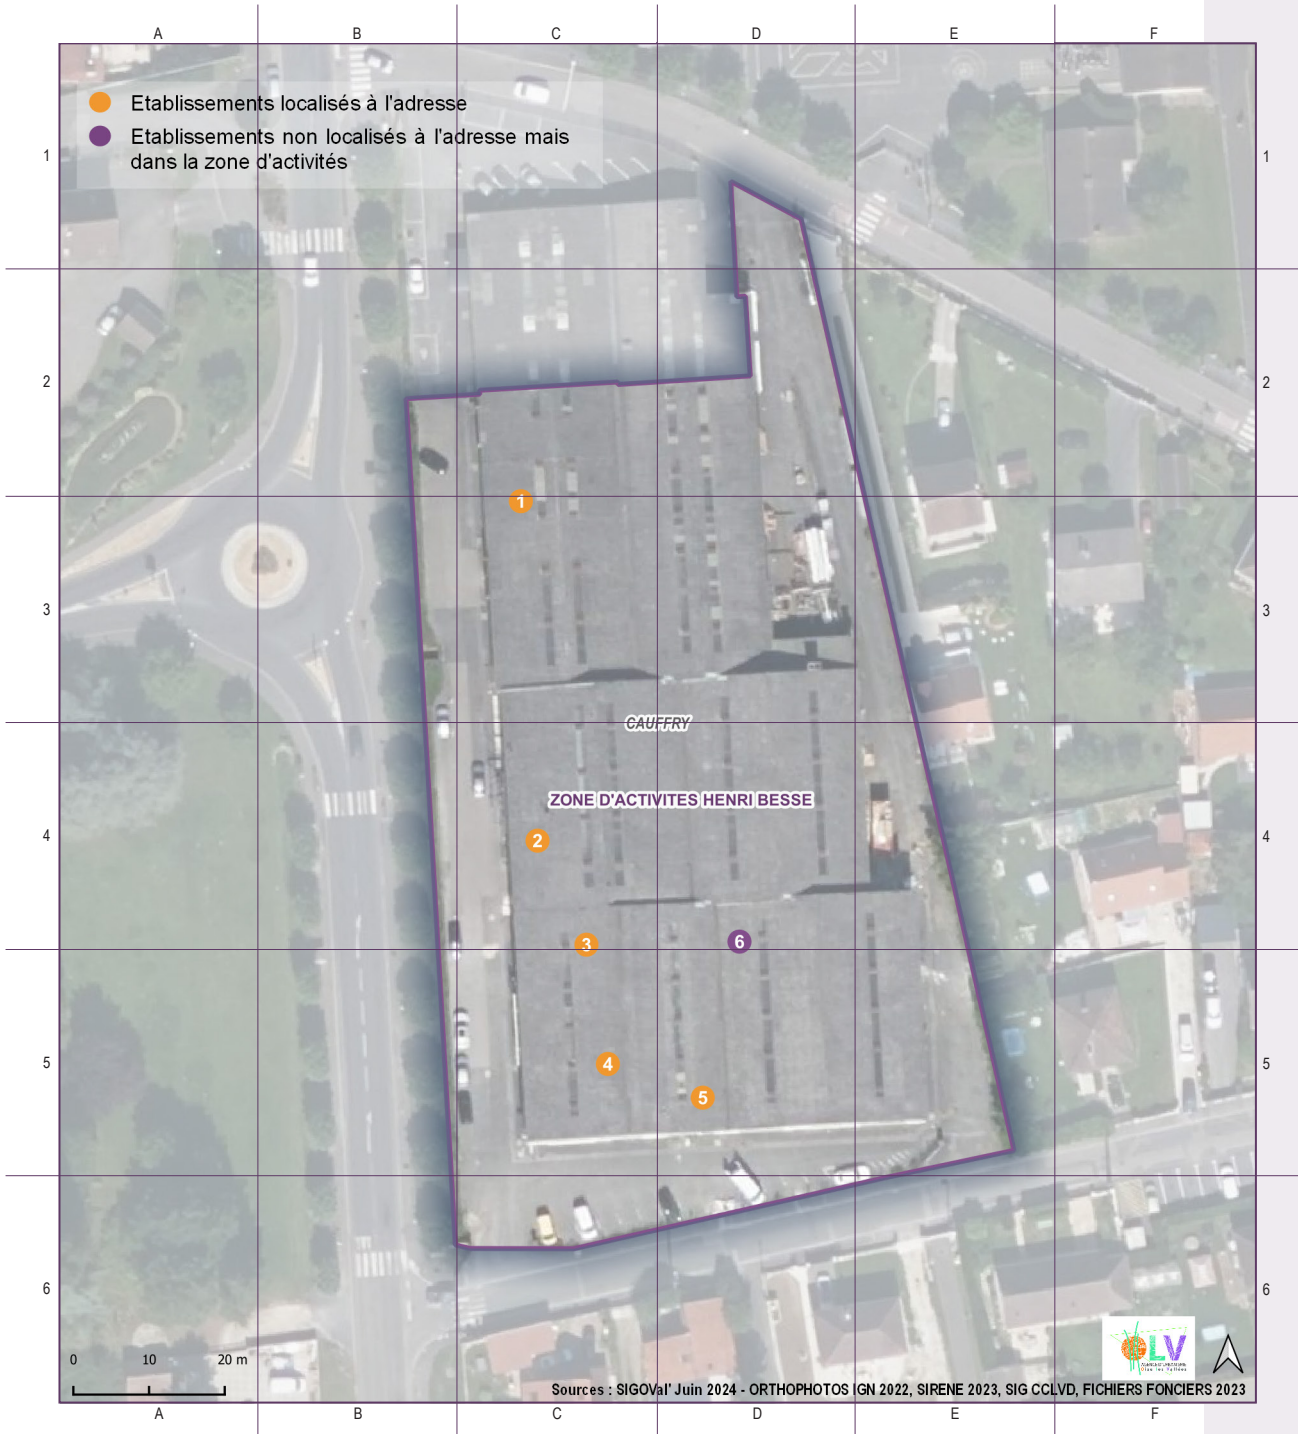 A B C D E F
Etablissements localisés à l'adresse
Etablissements non localisés à l'adresse mais
dans la zone d'activités
1 1
2 2
1
3 3
CAUFFRY
ZONE D'ACTIVITES HENRI BESSE
4 4
2
3 6
5 5
4
5
6 6
OLV
0 10 20 m
Sources : SIGOVal' Juin 2024 - ORTHOPHOTOS IGN 2022, SIRENE 2023, SIG CCLVD, FICHIERS FONCIERS 2023
A B C D E F